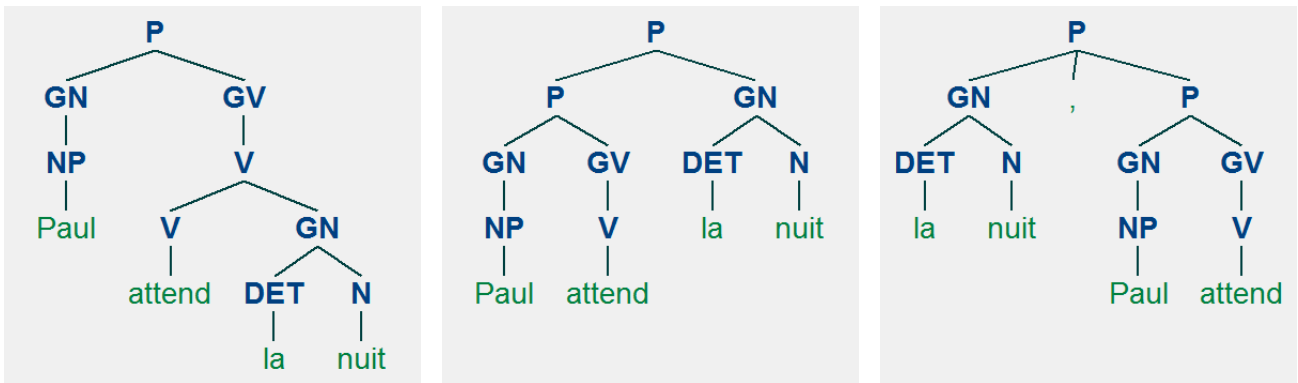 P
GN GV
NP V
Paul V GN
attend DET N
la nuit
P
P GN
GN GV DET N
NP V la nuit
Paul attend
P
GN , P
DET N GN GV
la nuit NP V
Paul attend